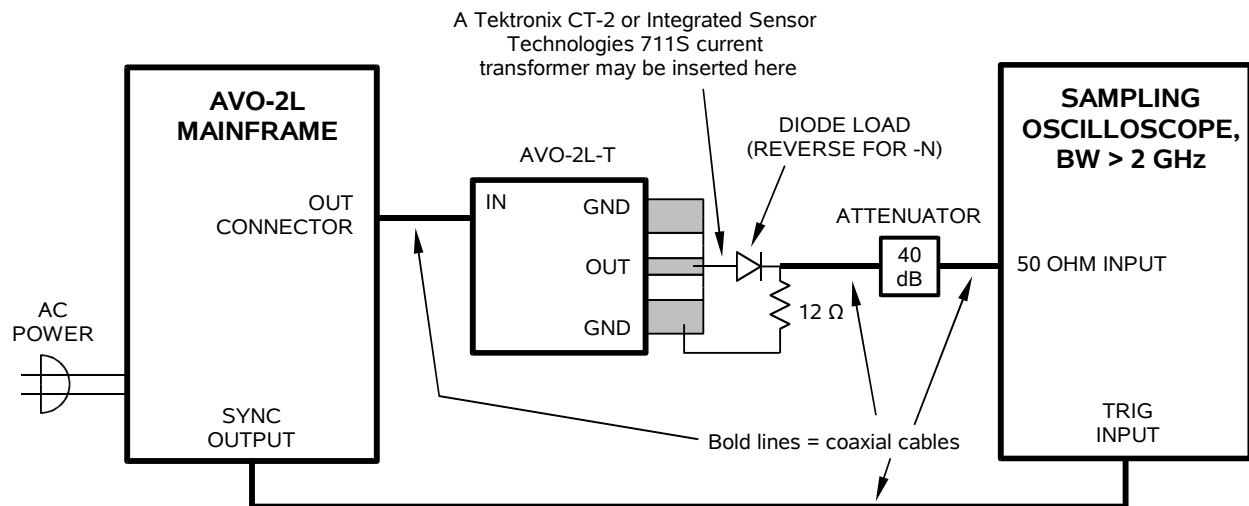 A Tektronix CT-2 or Integrated Sensor
Technologies 711S current
transformer may be inserted here
AVO-2L
MAINFRAME
SAMPLING
OSCILLOSCOPE,
BW > 2 GHz
DIODE LOAD
(REVERSE FOR -N)
AVO-2L-T
OUT
CONNECTOR
IN
GND
OUT
GND
ATTENUATOR
40
dB
50 OHM INPUT
12 Ω
AC
POWER
SYNC
OUTPUT
Bold lines = coaxial cables
TRIG
INPUT